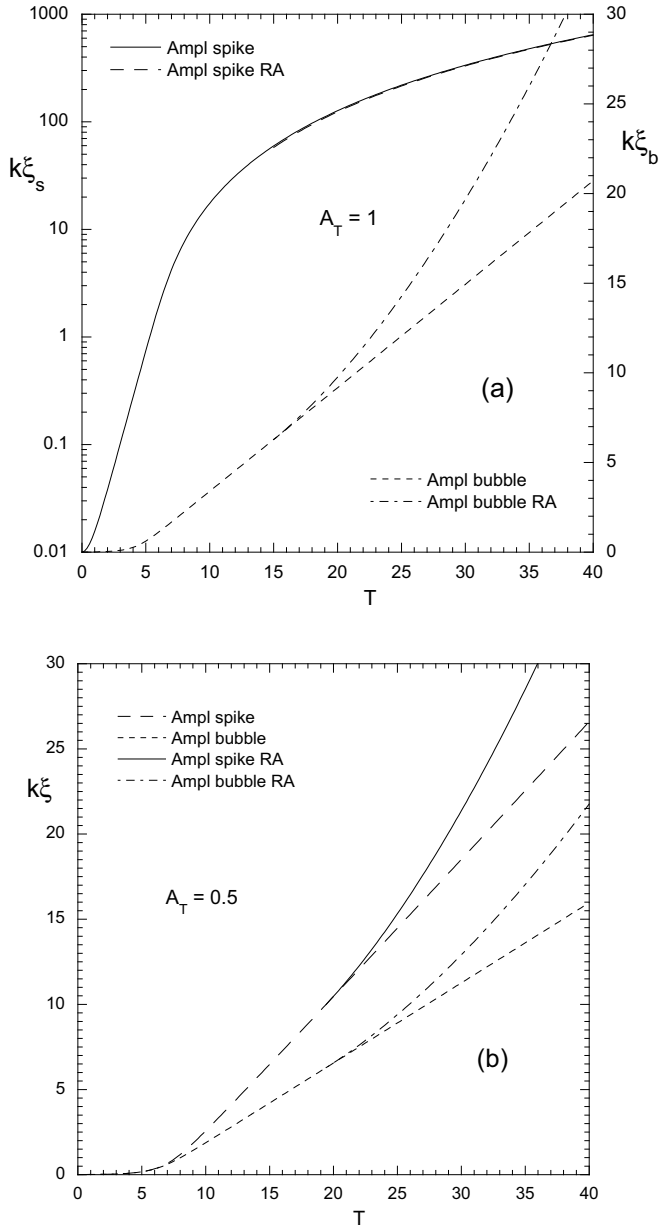 1000
100
10
1
0.1
0.01
kξs
Ampl spike
Ampl spike RA
A_T = 1
(a)
Ampl bubble
Ampl bubble RA
30
25
20
15
10
5
0
kξb
0 5 10 15 20 25 30 35 40
T
30
25
20
15
10
5
0
kξ
Ampl spike
Ampl bubble
Ampl spike RA
Ampl bubble RA
A_T = 0.5
(b)
0 5 10 15 20 25 30 35 40
T